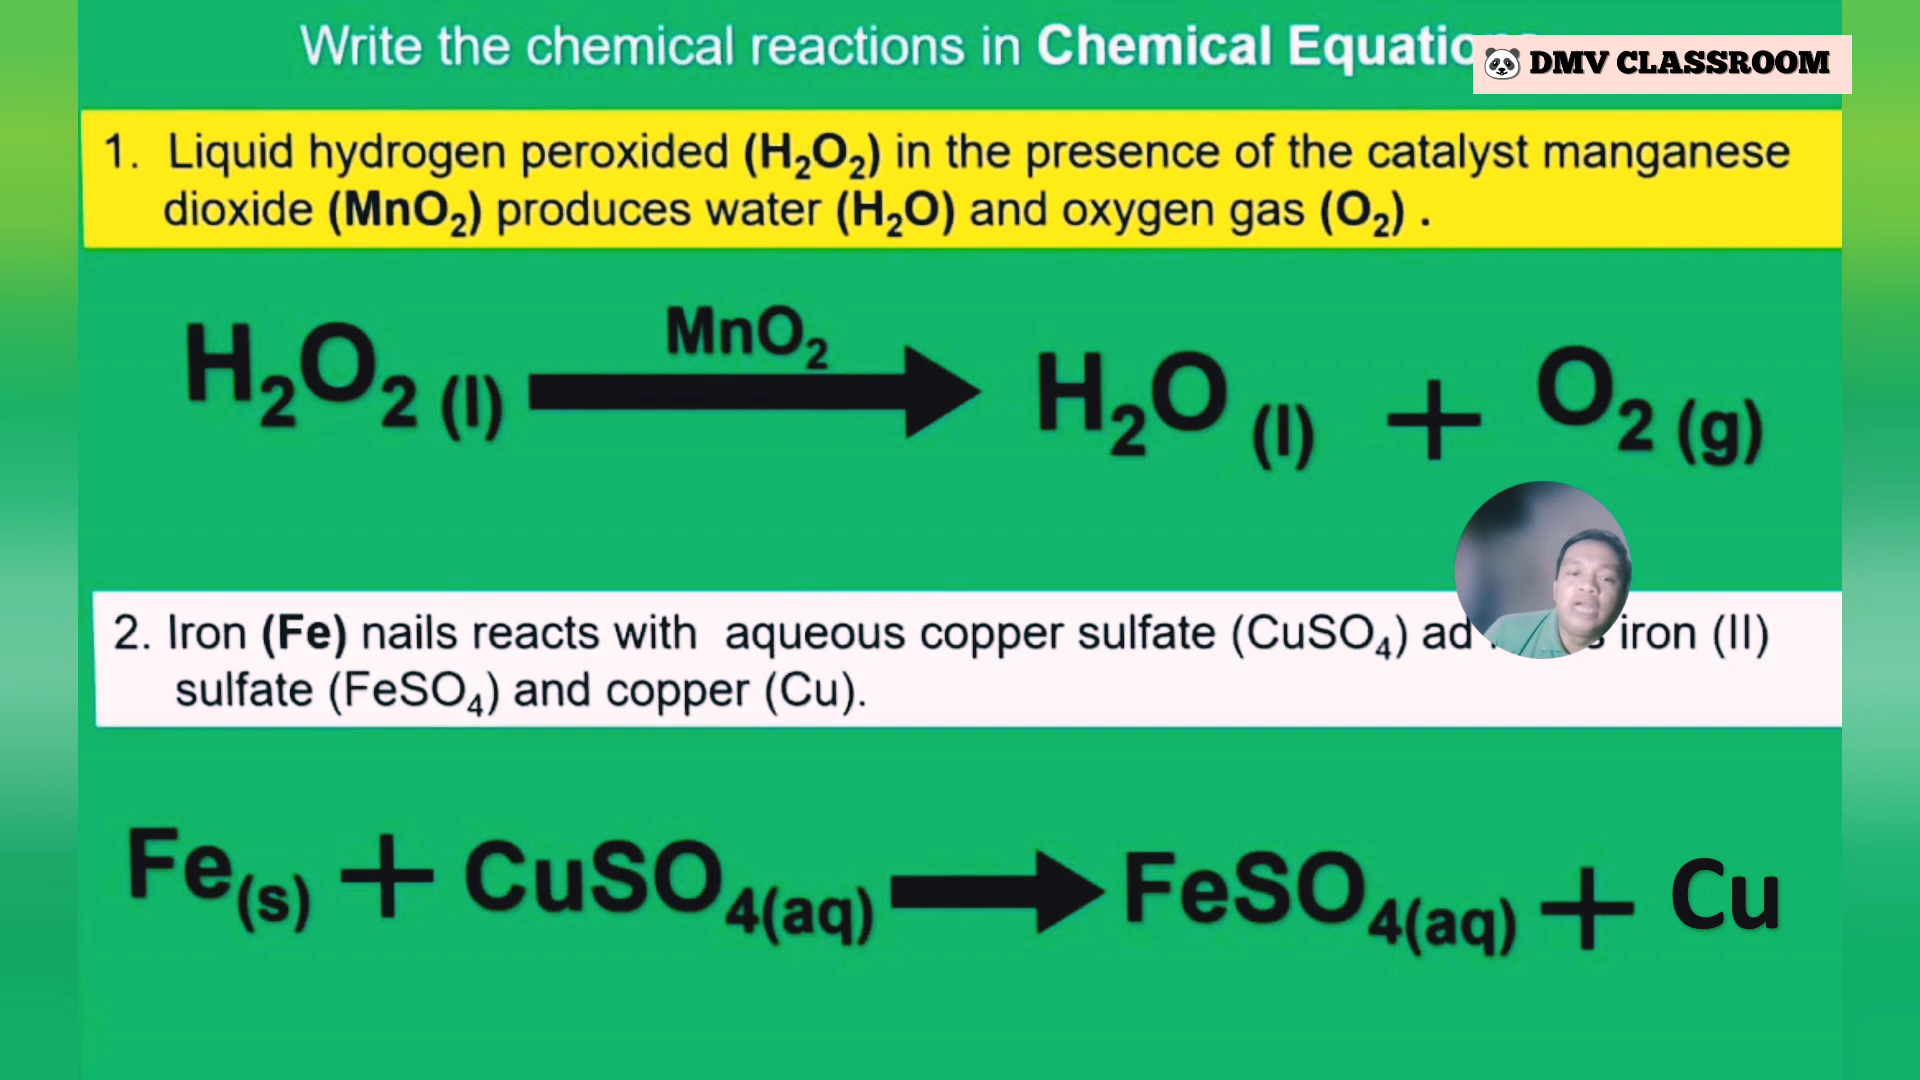 Write the chemical reactions in Chemical
🐼 DMV CLASSROOM
1. Liquid hydrogen peroxided (H₂O₂) in the presence of the catalyst manganese
dioxide (MnO₂) produces water (H₂O) and oxygen gas (O₂) .
MnO₂
H₂O₂ (l) → H₂O (l) + O₂ (g)
2. Iron (Fe) nails reacts with aqueous copper sulfate (CuSO₄) iron (II)
sulfate (FeSO₄) and copper (Cu).
Fe(s) + CuSO₄(aq) → FeSO₄(aq) + Cu